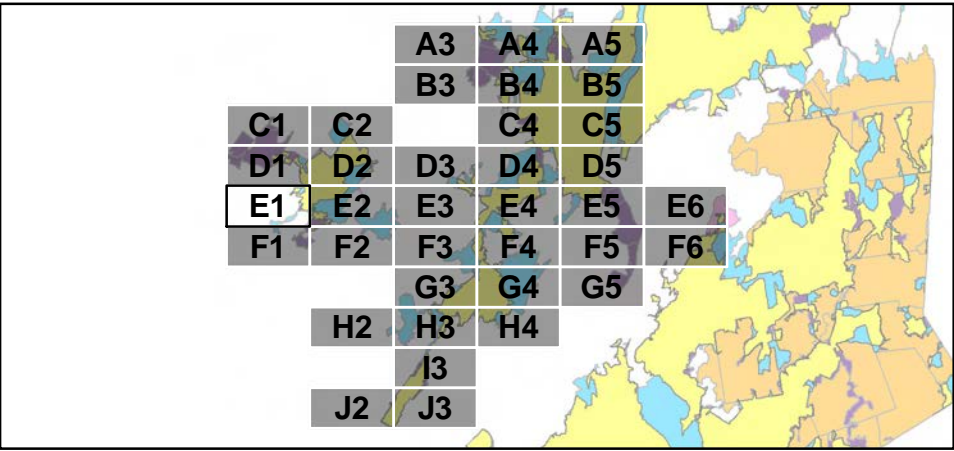 A3 A4 A5
B3 B4 B5
C1 C2 C4 C5
D1 D2 D3 D4 D5
E1 E2 E3 E4 E5 E6
F1 F2 F3 F4 F5 F6
G3 G4 G5
H2 H3 H4
I3
J2 J3